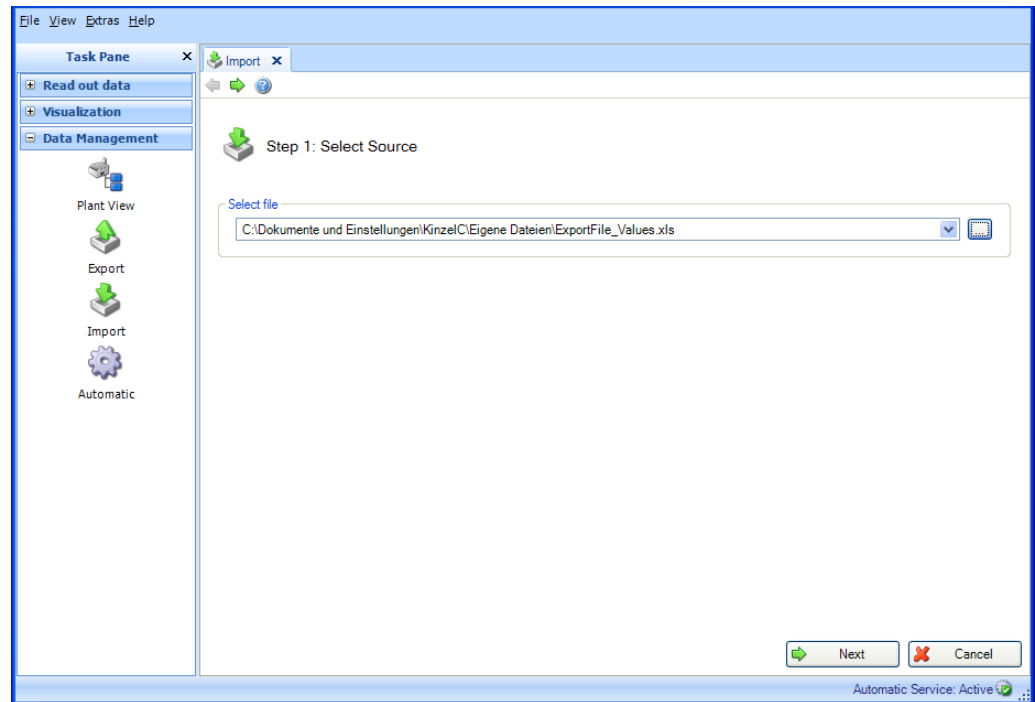 File View Extras Help
Task Pane
Import
Read out data
Visualization
Data Management
Step 1: Select Source
Plant View
Select file
C:\Dokumente und Einstellungen\KinzelC\Eigene Dateien\ExportFile_Values.xls
...
Export
Import
Automatic
Next
Cancel
Automatic Service: Active